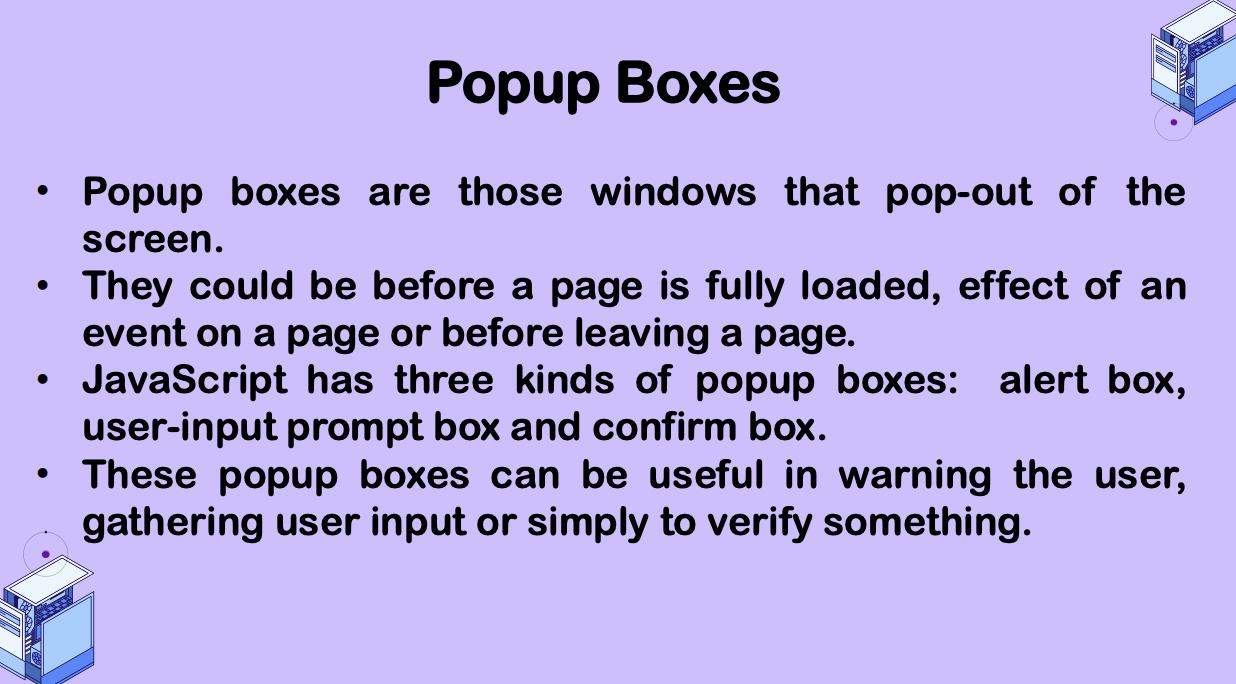 Popup Boxes
• Popup boxes are those windows that pop-out of the
screen.
• They could be before a page is fully loaded, effect of an
event on a page or before leaving a page.
• JavaScript has three kinds of popup boxes: alert box,
user-input prompt box and confirm box.
• These popup boxes can be useful in warning the user,
gathering user input or simply to verify something.